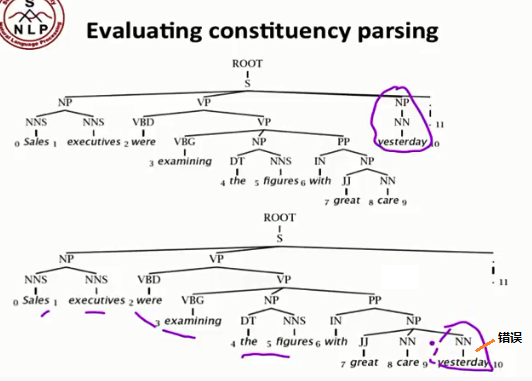 S
NLP
Evaluating constituency parsing
ROOT
S
NP VP NP
NNS NNS VBD VP NN
0 Sales 1 executives 2 were VBG NP PP yesterday 10 . 11
3 examining DT NNS IN NP
4 the 5 figures 6 with JJ NN
7 great 8 care 9
ROOT
S
NP VP
NNS NNS VBD VP . 11
0 Sales 1 executives 2 were VBG NP PP
3 examining DT NNS IN NP 错误
4 the 5 figures 6 with JJ NN NN
7 great 8 care 9 yesterday 10